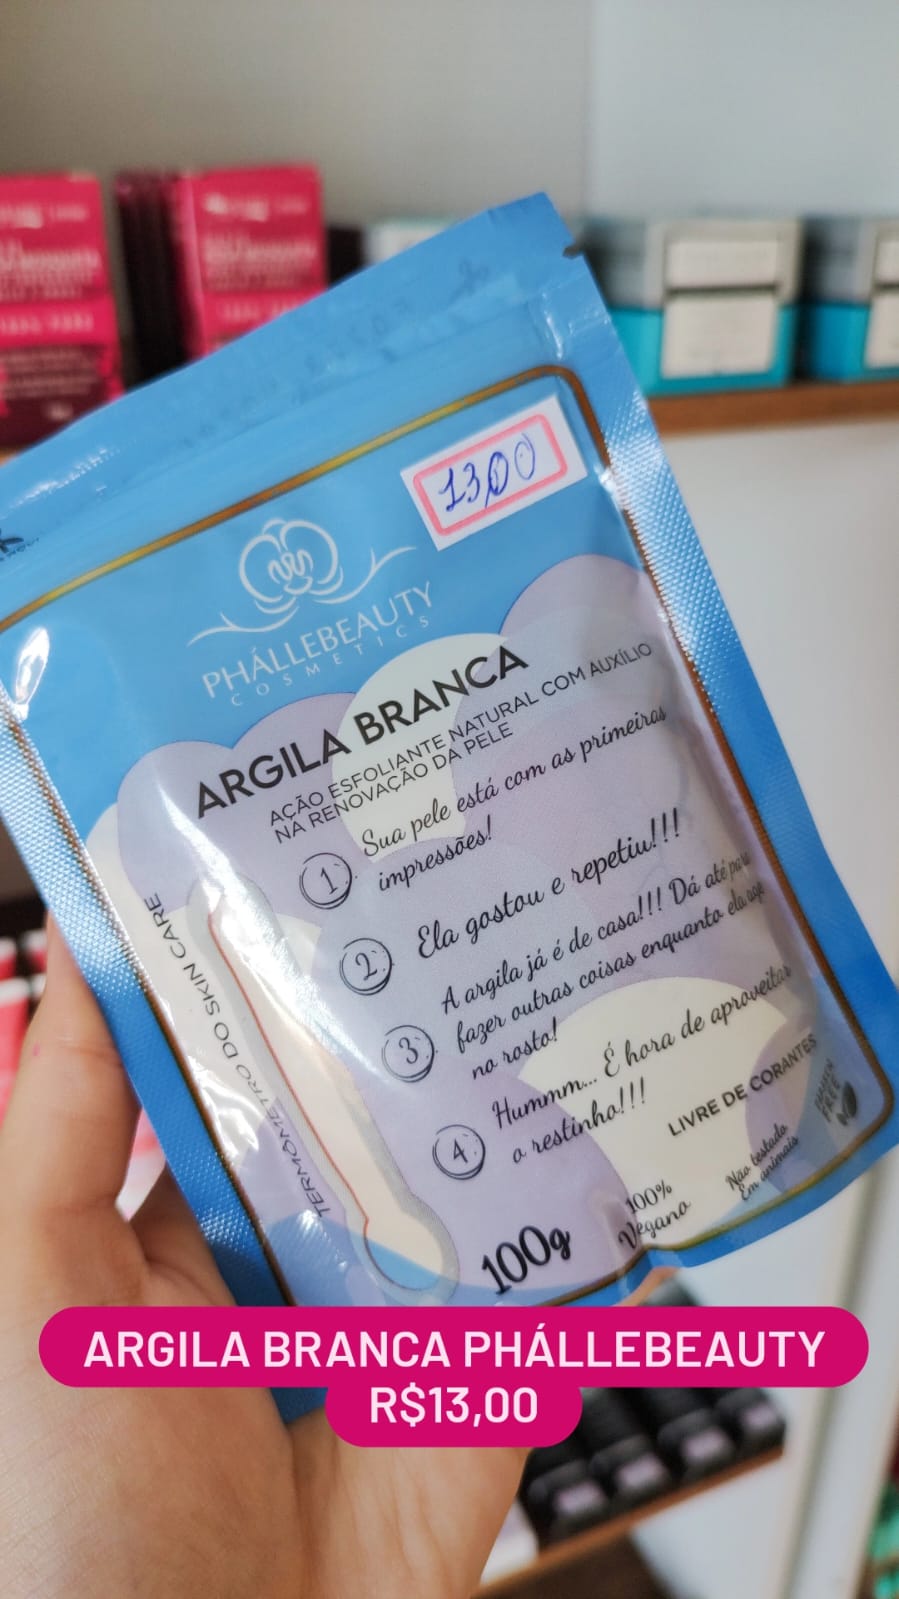 13,00
PHÁLLEBEAUTY
COSMETICS
ARGILA BRANCA
AÇÃO ESFOLIANTE NATURAL COM AUXÍLIO
NA RENOVAÇÃO DA PELE
TERMÔMETRO DO SKIN CARE
1 Sua pele está com as primeiras
impressões!
2 Ela gostou e repetiu!!!
3 A argila já é de casa!!! Dá até para
fazer outras coisas enquanto ela age
no rosto!
4 Hummm... É hora de aproveitar
o restinho!!!
LIVRE DE CORANTES
100g
100%
Vegano
Não testado
Em animais
FREE
ARGILA BRANCA PHÁLLEBEAUTY
R$13,00